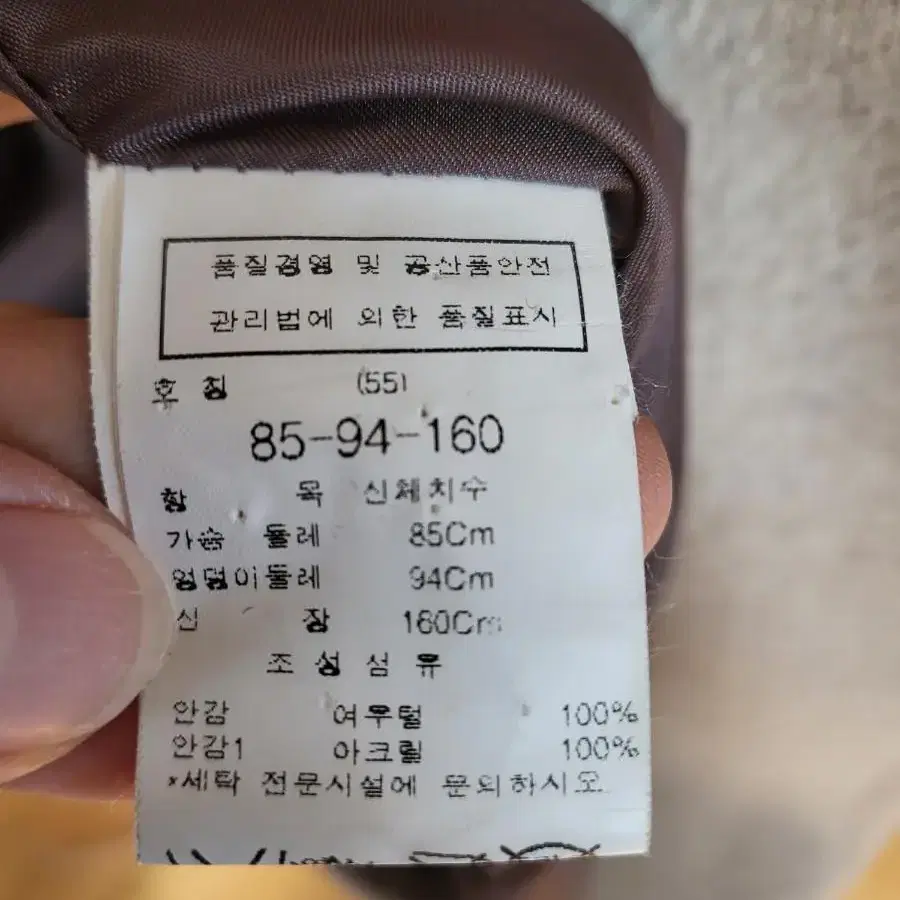 품질경영 및 공산품안전
관리법에 의한 품질표시
호 칭 (55)
85-94-160
항 목 신체치수
가슴 둘레 85Cm
엉덩이둘레 94Cm
신 장 160Cm
조 성 섬 유
안감 여우털 100%
안감1 아크릴 100%
*세탁 전문시설에 문의하시오